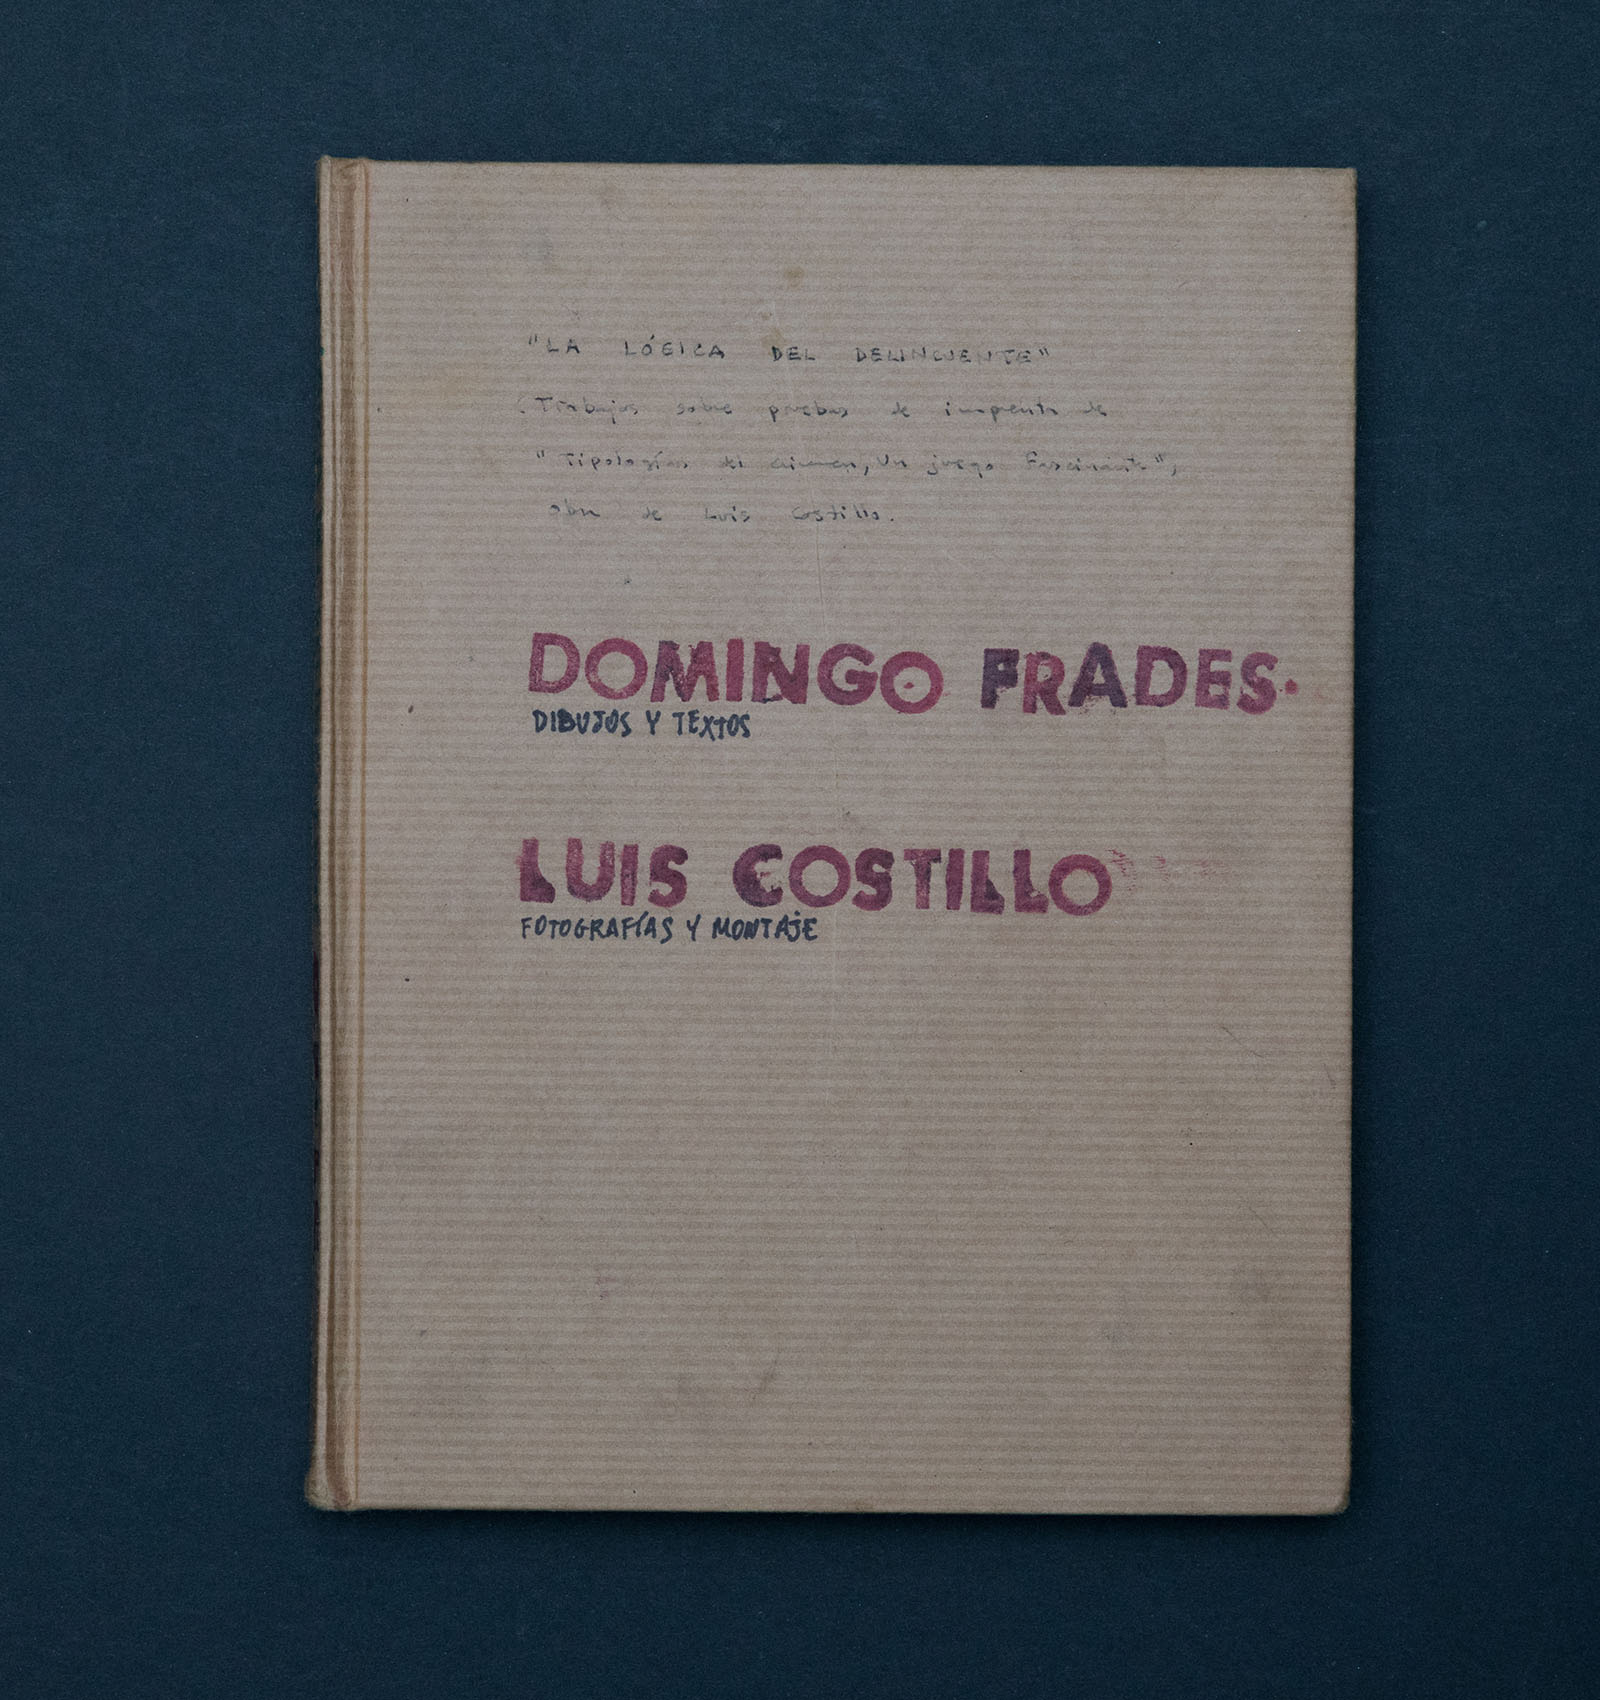 "LA LÓGICA DEL DELINCUENTE"
(Trabajos sobre pruebas de imprenta de
"Tipologías del crimen, Un juego Fascinante",
obra de Luis Costillo.
DOMINGO FRADES.
DIBUJOS Y TEXTOS
LUIS COSTILLO
FOTOGRAFÍAS Y MONTAJE